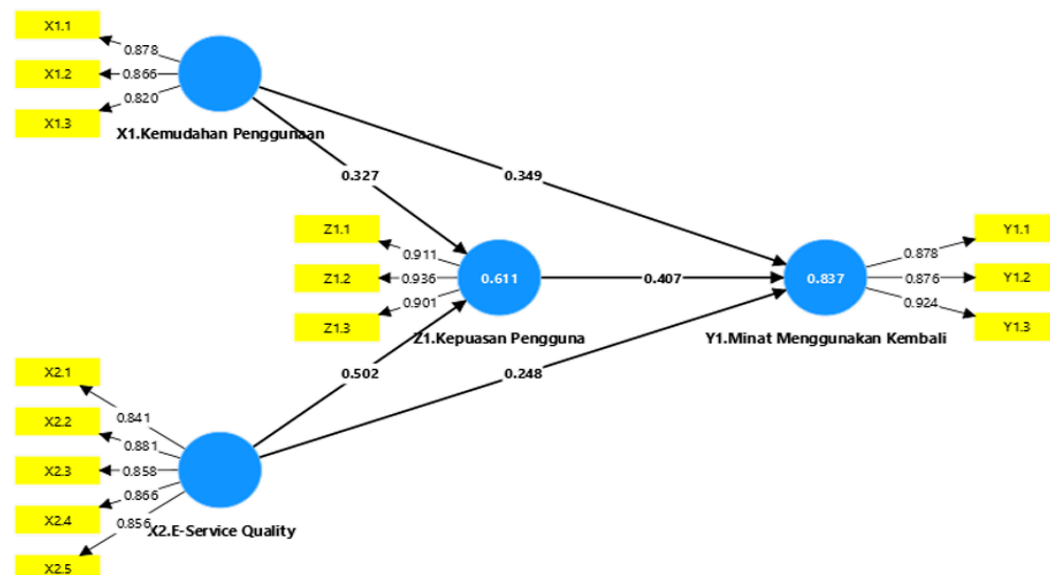 X1.1
0.878
X1.2
0.866
X1.3
0.820
X1.Kemudahan Penggunaan
0.327
0.349
Z1.1
0.911
Z1.2
0.936
Z1.3
0.901
0.611
Z1.Kepuasan Pengguna
0.407
0.837
Y1.Minat Menggunakan Kembali
0.878
Y1.1
0.876
Y1.2
0.924
Y1.3
0.502
0.248
X2.1
0.841
X2.2
0.881
X2.3
0.858
X2.4
0.866
X2.5
0.856
X2.E-Service Quality